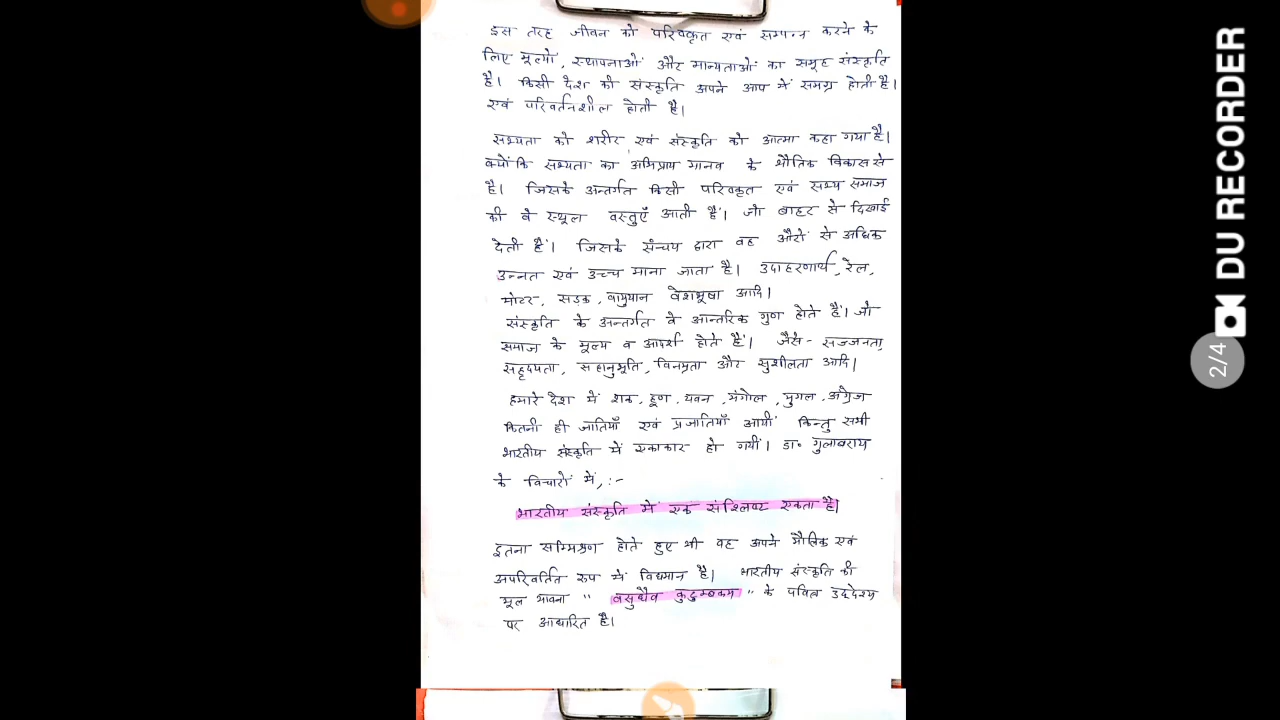 इस तरह जीवन को परिष्कृत एवं सम्पन्न करने के
लिए मूल्यों, स्थापनाओं और मान्यताओं का समूह संस्कृति
है। किसी देश की संस्कृति अपने आप में समग्र होती है।
एवं परिवर्तनशील होती है।
सभ्यता को शरीर एवं संस्कृति को आत्मा कहा गया है।
क्यों कि सभ्यता का अभिप्राय मानव के भौतिक विकास से
है। जिसके अन्तर्गत किसी परिष्कृत एवं सभ्य समाज
की वे स्थूल वस्तुएँ आती हैं। जो बाहर से दिखाई
देती हैं। जिसके संन्चय द्वारा वह औरों से अधिक
उन्नत एवं उच्च माना जाता है। उदाहरणार्थ, रेल,
मोटर, सड़क, वायुयान वेशभूषा आदि।
संस्कृति के अन्तर्गत वे आन्तरिक गुण होते हैं। जो
समाज के मूल्य व आदर्श होते हैं। जैसे - सज्जनता,
सहृदयता, सहानुभूति, विनम्रता और सुशीलता आदि।
हमारे देश में शक, हूण, यवन, मंगोल, मुगल, अंग्रेज
कितनी ही जातियाँ एवं प्रजातियाँ आयीं किन्तु सभी
भारतीय संस्कृति में एकाकार हो गयीं। डा० गुलाबराय
के विचारों में, :-
भारतीय संस्कृति में एक संश्लिष्ट एकता है।
इतना सम्मिश्रण होते हुए भी वह अपने मौलिक एवं
अपरिवर्तित रूप में विद्यमान है। भारतीय संस्कृति की
मूल भावना " वसुधैव कुटुम्बकम " के पवित्र उद्देश्य
पर आधारित है।
DU RECORDER
2/4